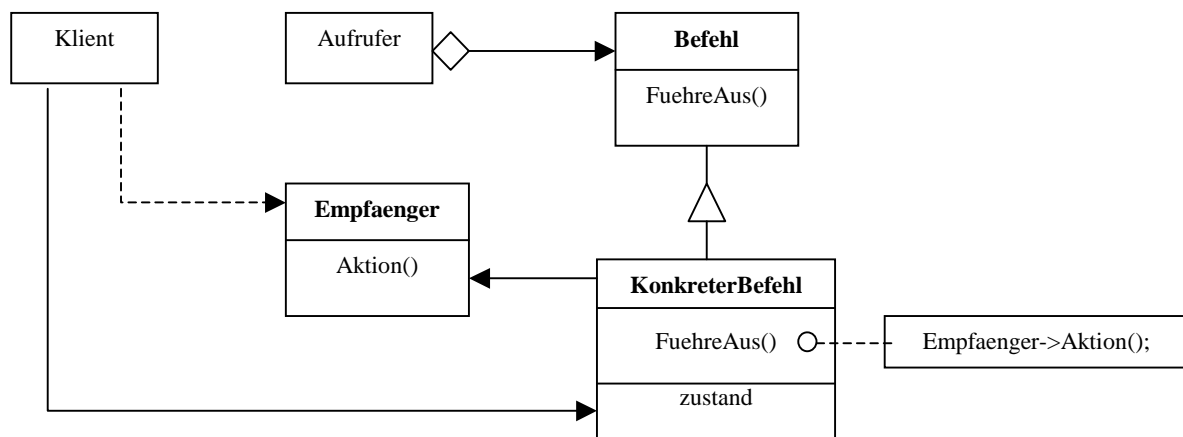 Klient
Aufrufer
Befehl
FuehreAus()
Empfaenger
Aktion()
KonkreterBefehl
FuehreAus()
Empfaenger->Aktion();
zustand